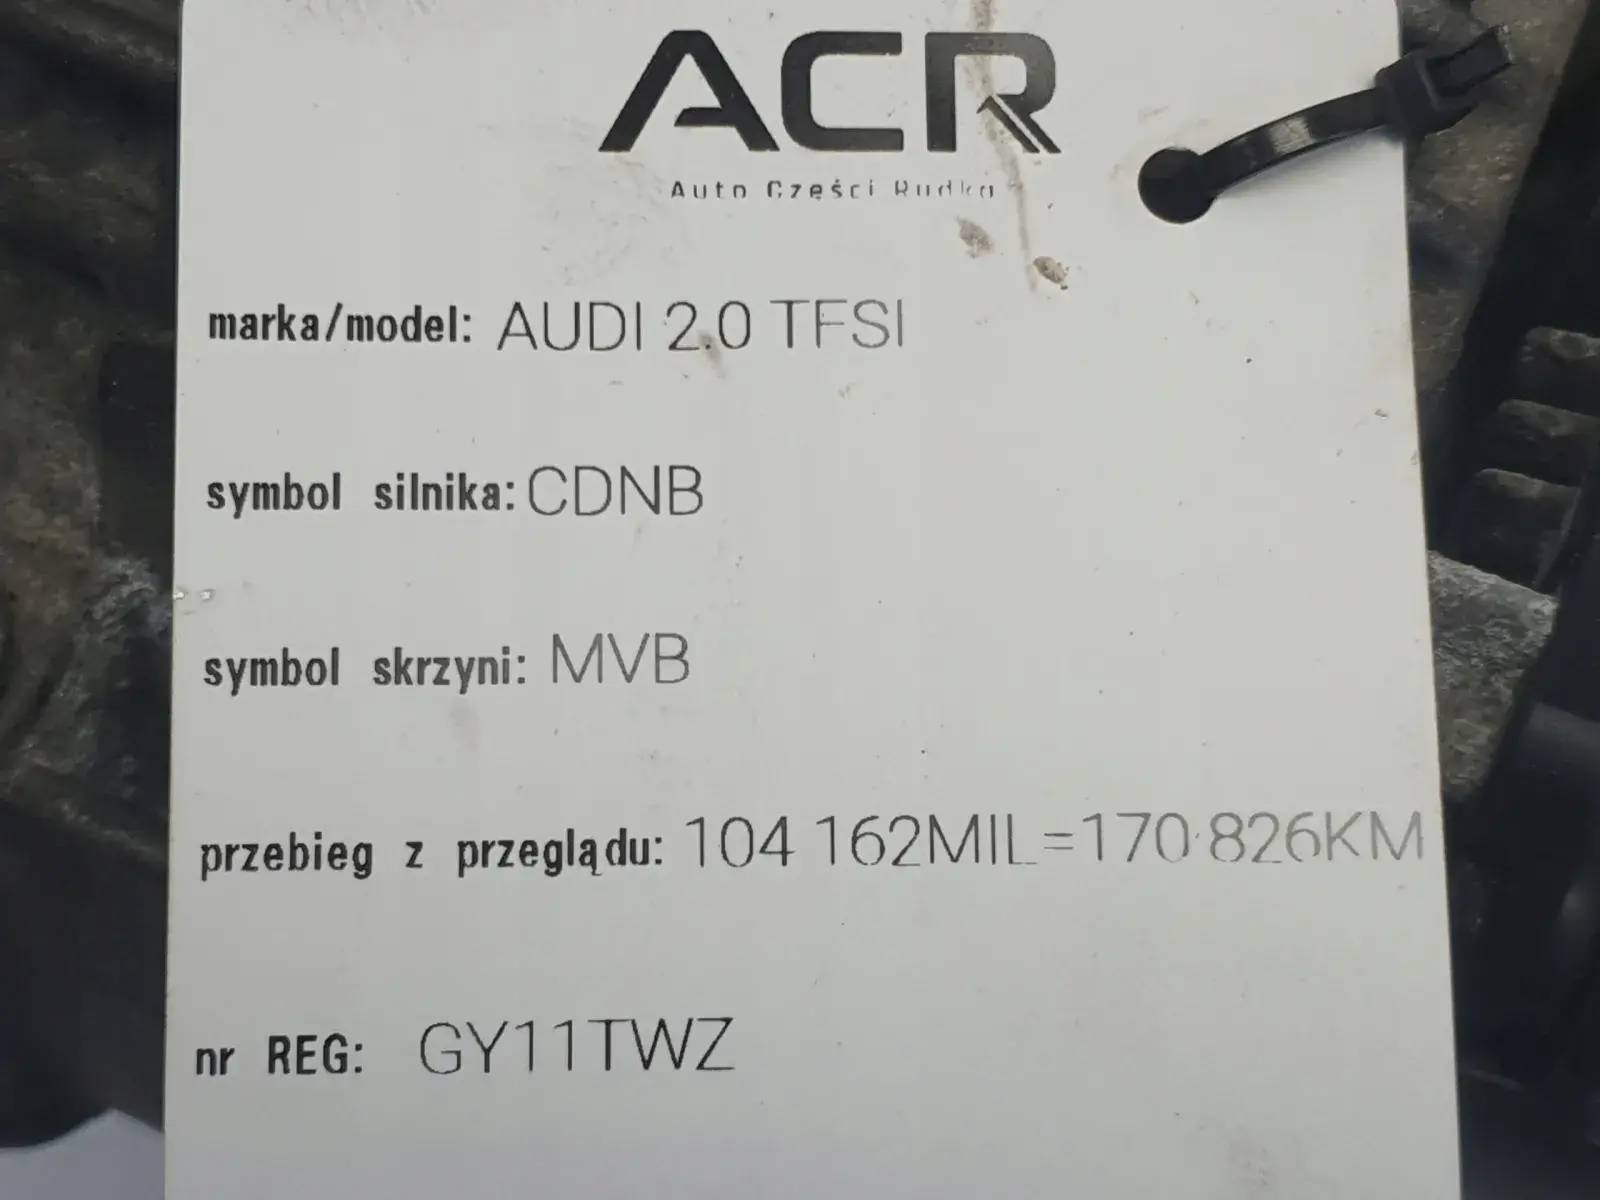 ACR
Auto Części Rudka
marka/model: AUDI 2.0 TFSI
symbol silnika: CDNB
symbol skrzyni: MVB
przebieg z przeglądu: 104 162MIL=170 826KM
nr REG: GY11TWZ